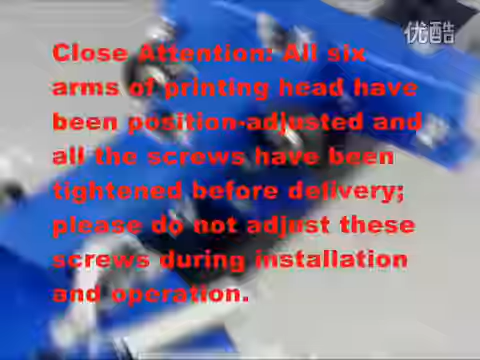 优酷
Close Attention: All six
arms of printing head have
been position-adjusted and
all the screws have been
tightened before delivery;
please do not adjust these
screws during installation
and operation.